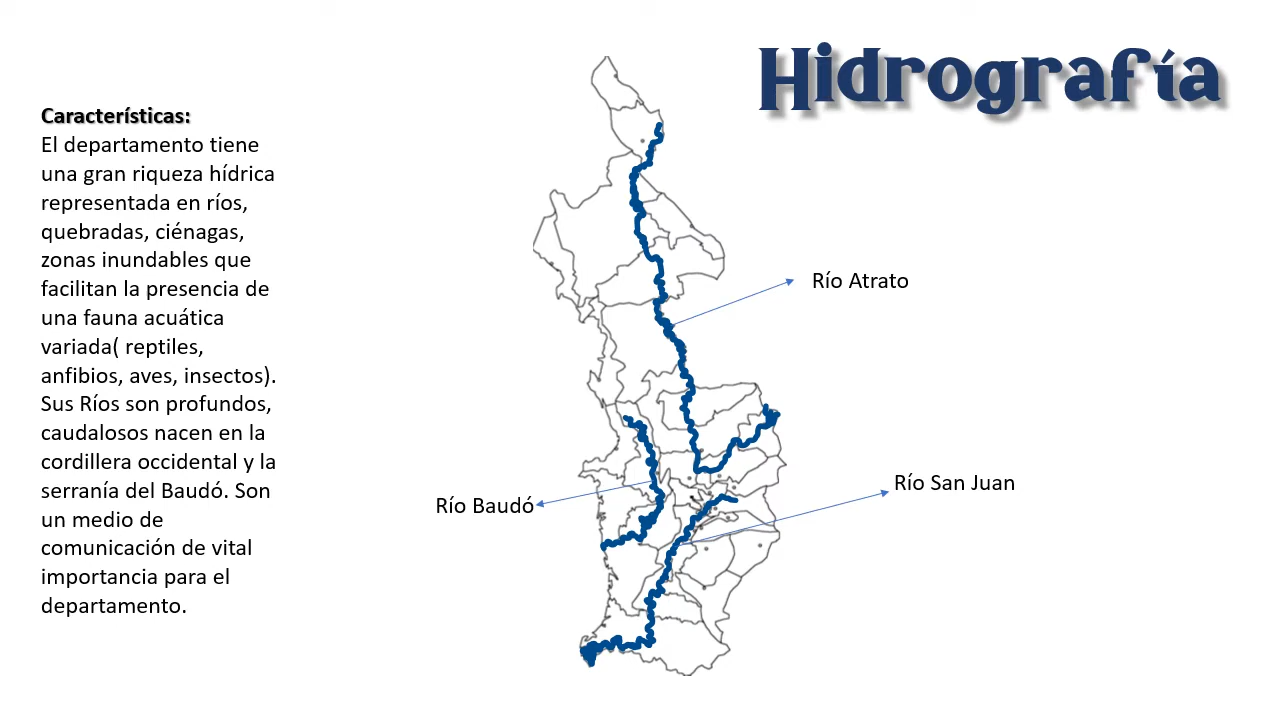 Hidrografía
Características:
El departamento tiene
una gran riqueza hídrica
representada en ríos,
quebradas, ciénagas,
zonas inundables que
facilitan la presencia de
una fauna acuática
variada( reptiles,
anfibios, aves, insectos).
Sus Ríos son profundos,
caudalosos nacen en la
cordillera occidental y la
serranía del Baudó. Son
un medio de
comunicación de vital
importancia para el
departamento.
Río Atrato
Río San Juan
Río Baudó